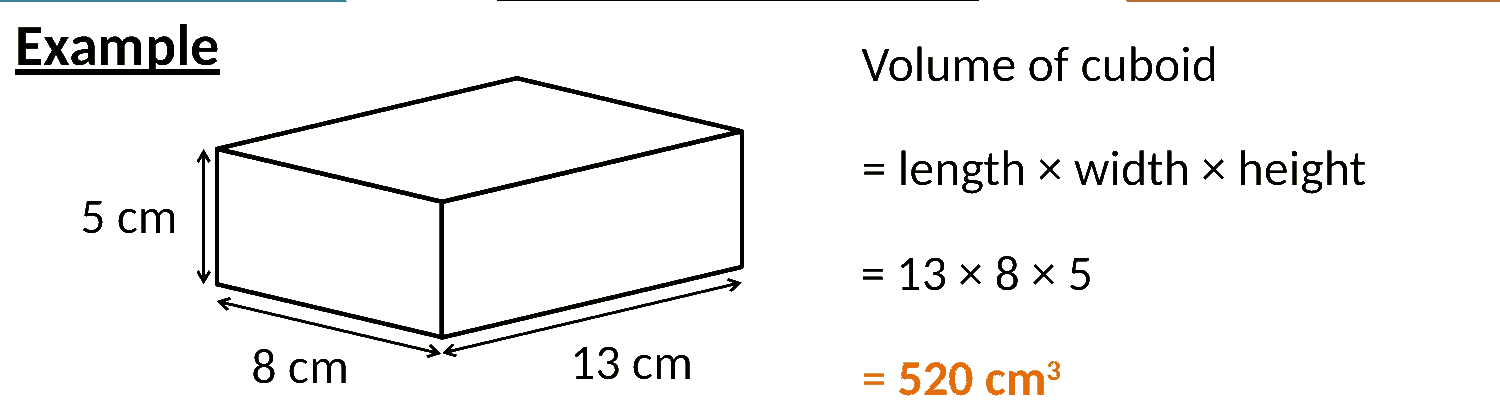 Example
Volume of cuboid
= length × width × height
= 13 × 8 × 5
= 520 cm³
5 cm
8 cm
13 cm